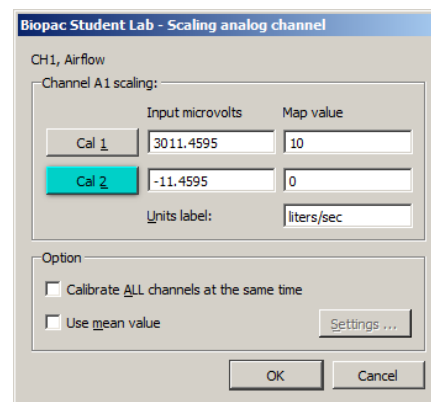 Biopac Student Lab - Scaling analog channel
CH1, Airflow
Channel A1 scaling:
Input microvolts Map value
Cal 1 3011.4595 10
Cal 2 -11.4595 0
Units label: liters/sec
Option
Calibrate ALL channels at the same time
Use mean value Settings ...
OK Cancel